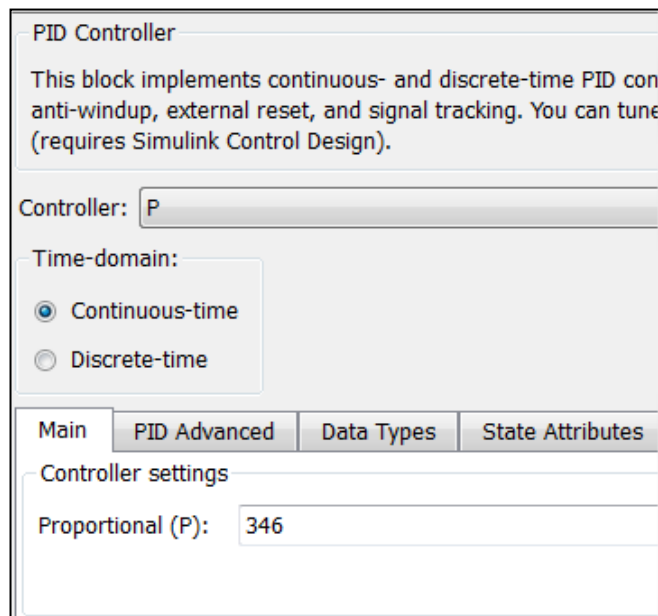 PID Controller
This block implements continuous- and discrete-time PID con
anti-windup, external reset, and signal tracking. You can tune
(requires Simulink Control Design).
Controller: P
Time-domain:
Continuous-time
Discrete-time
Main PID Advanced Data Types State Attributes
Controller settings
Proportional (P): 346